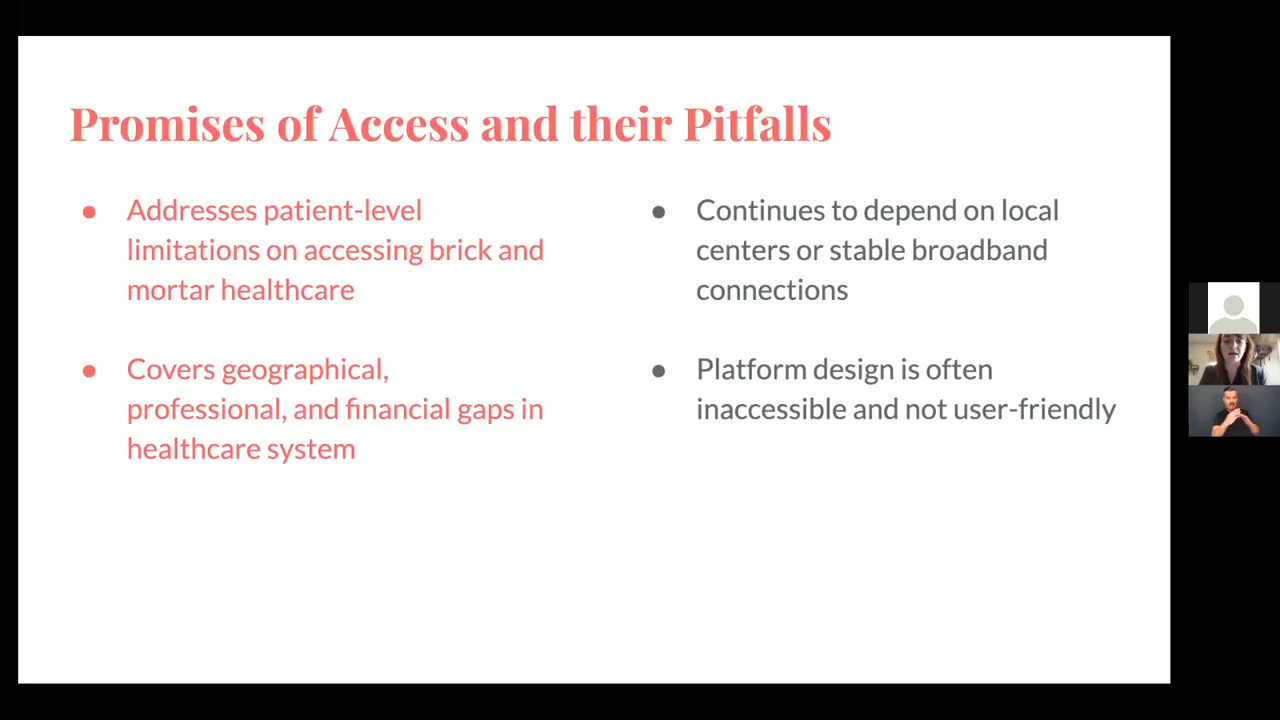 Promises of Access and their Pitfalls
● Addresses patient-level
limitations on accessing brick and
mortar healthcare
● Covers geographical,
professional, and financial gaps in
healthcare system
● Continues to depend on local
centers or stable broadband
connections
● Platform design is often
inaccessible and not user-friendly